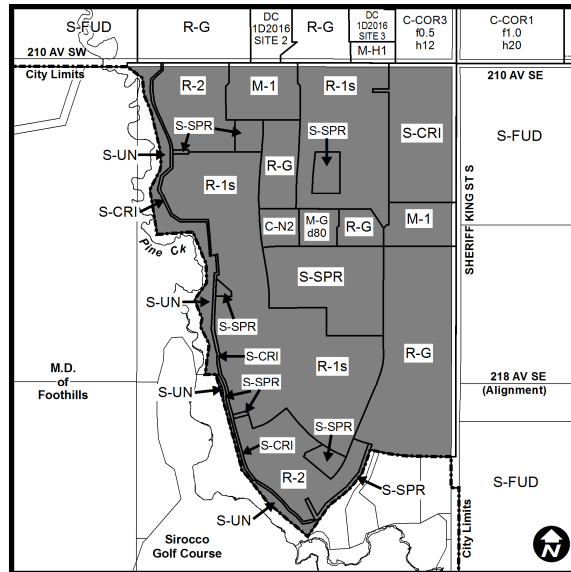 S-FUD
R-G
DC
1D2016
SITE 2
R-G
DC
1D2016
SITE 3
M-H1
C-COR3
f0.5
h12
C-COR1
f1.0
h20
210 AV SW
City Limits
210 AV SE
R-2
M-1
R-1s
S-SPR
S-SPR
S-CRI
S-FUD
S-UN
R-G
R-1s
S-CRI
C-N2
M-G
d80
R-G
M-1
SHERIFF KING ST S
Pine Ck
S-SPR
S-UN
S-SPR
S-CRI
R-1s
R-G
M.D.
of
Foothills
218 AV SE
(Alignment)
S-UN
S-SPR
S-SPR
S-CRI
R-2
S-SPR
S-FUD
S-UN
Sirocco
Golf Course
City Limits
N